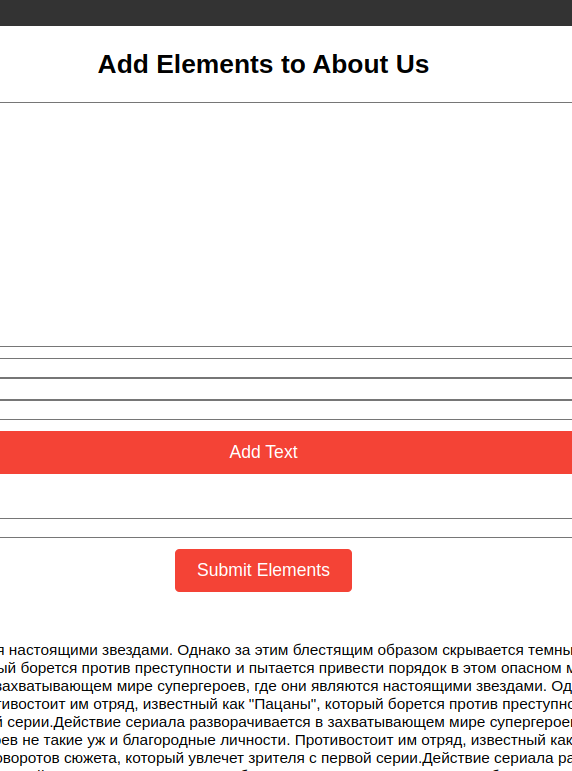 Add Elements to About Us
Add Text
Submit Elements
я настоящими звездами. Однако за этим блестящим образом скрывается темны
ый борется против преступности и пытается привести порядок в этом опасном м
захватывающем мире супергероев, где они являются настоящими звездами. Од
тивостоит им отряд, известный как "Пацаны", который борется против преступно
й серии.Действие сериала разворачивается в захватывающем мире супергероев
ев не такие уж и благородные личности. Противостоит им отряд, известный как
оворотов сюжета, который увлечет зрителя с первой серии.Действие сериала ра